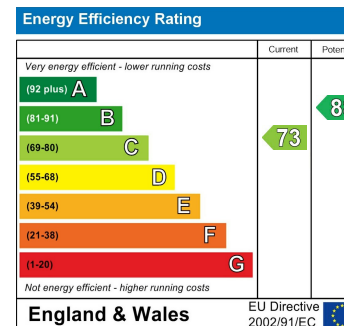 Energy Efficiency Rating
Current
Very energy efficient - lower running costs
(92 plus) A
(81-91) B
8
(69-80) C
73
(55-68) D
(39-54) E
(21-38) F
(1-20) G
Not energy efficient - higher running costs
England & Wales
EU Directive
2002/91/EC